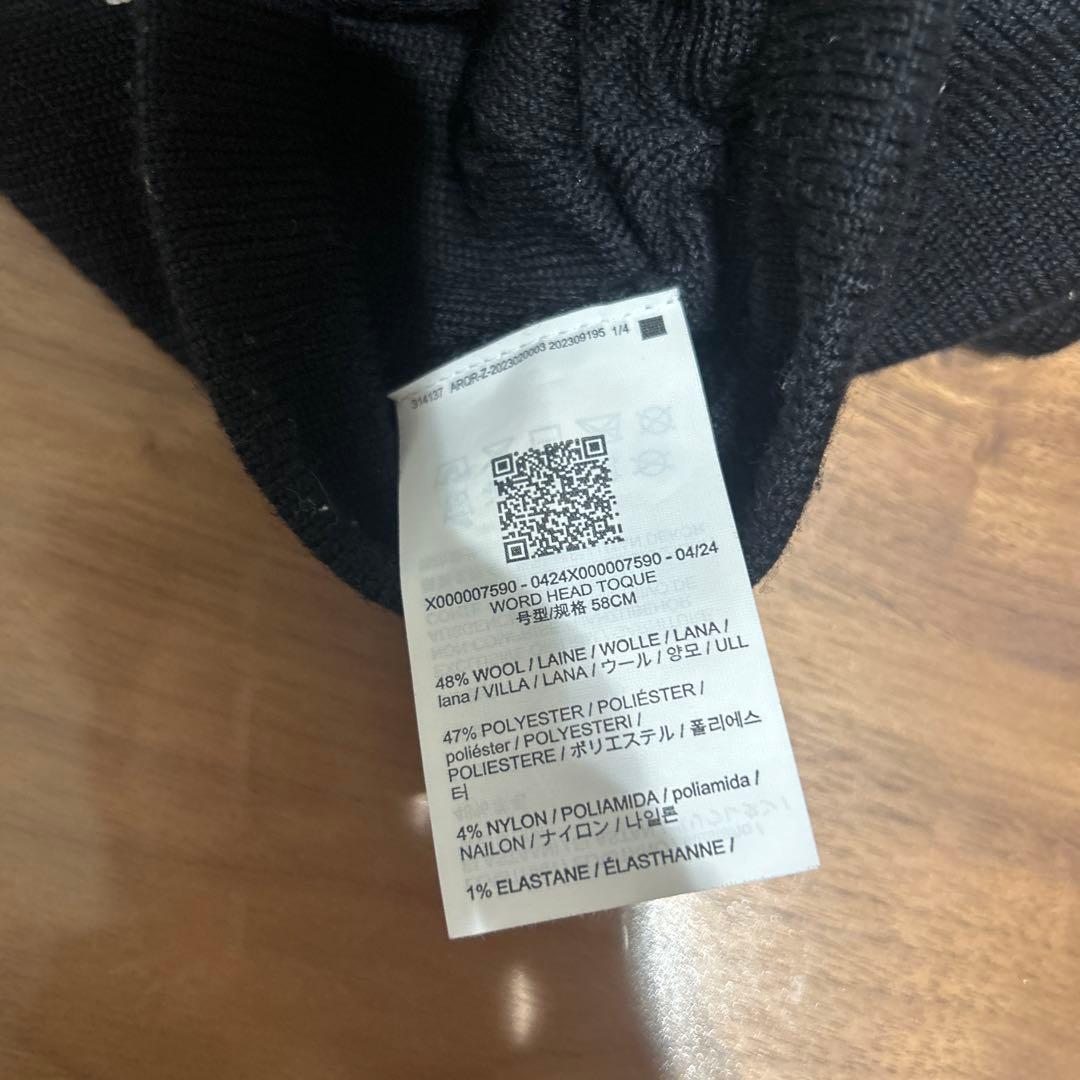 314137 ARQR-Z-2023020003 202309195 1/4
X000007590 - 0424X000007590 - 04/24
WORD HEAD TOQUE
号型/规格 58CM
48% WOOL / LAINE / WOLLE / LANA /
lana / VILLA / LANA / ウール / 양모 / ULL
47% POLYESTER / POLIÉSTER /
poliéster / POLYESTERI /
POLIESTERE / ポリエステル / 폴리에스
터
4% NYLON / POLIAMIDA / poliamida /
NAILON / ナイロン / 나일론
1% ELASTANE / ÉLASTHANNE /